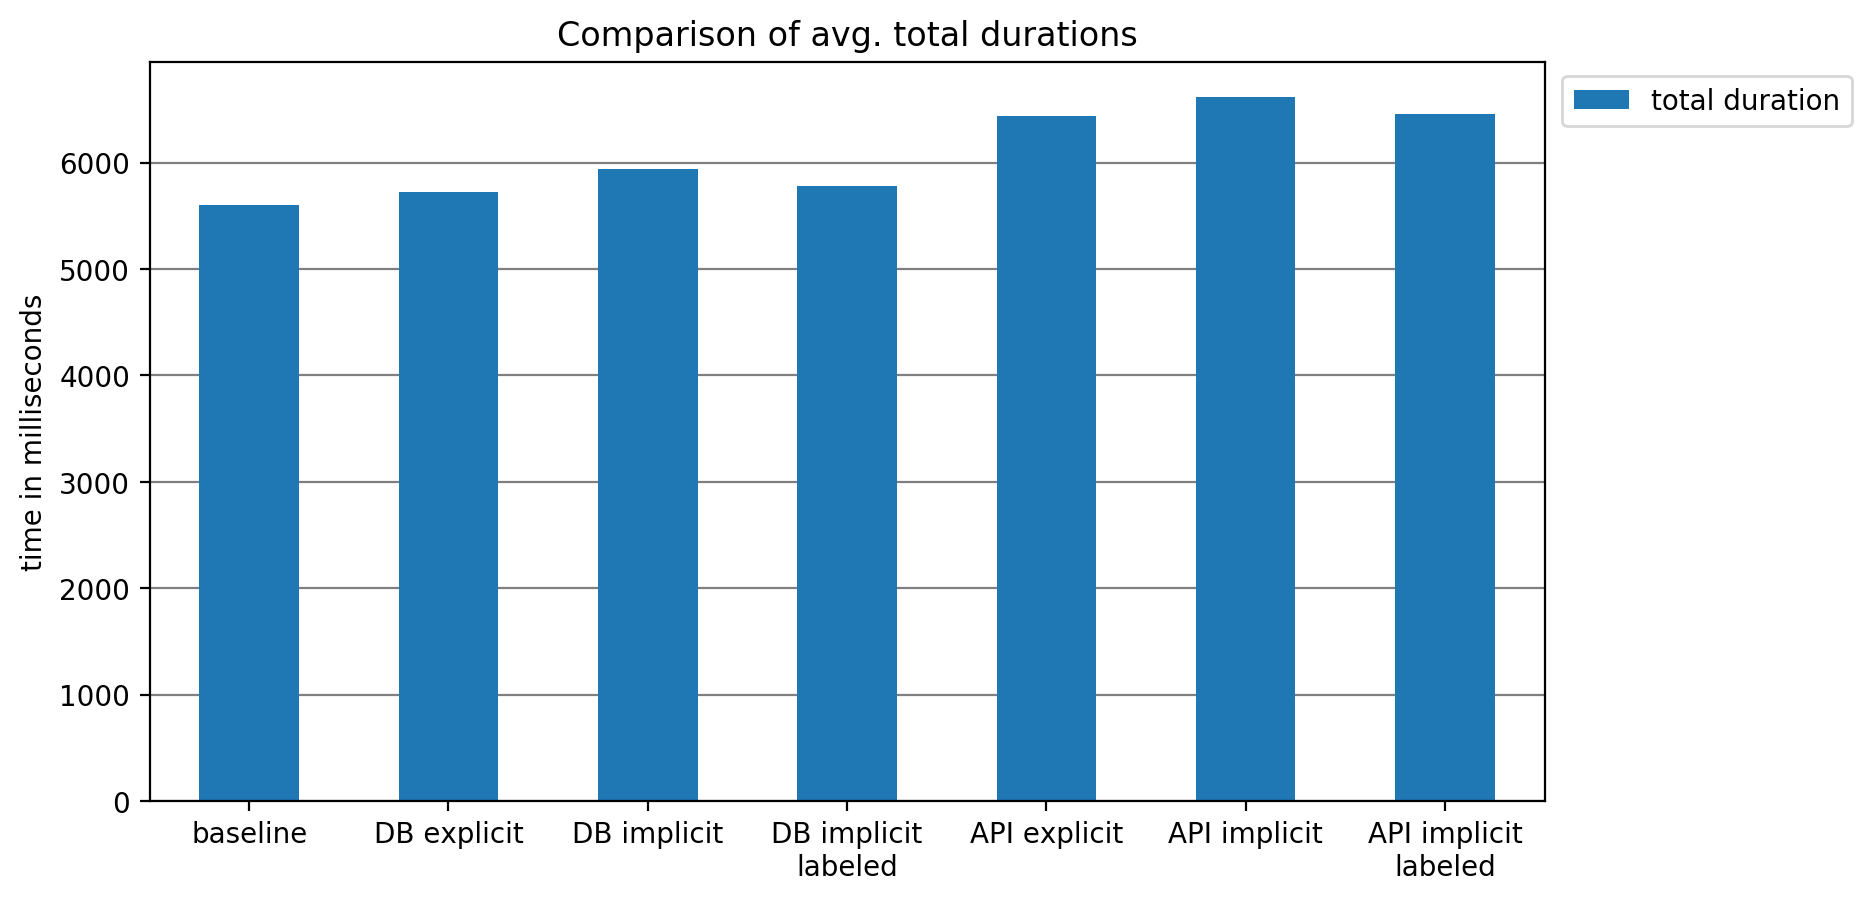 Comparison of avg. total durations
total duration
time in milliseconds
6000
5000
4000
3000
2000
1000
0
baseline
DB explicit
DB implicit
DB implicit
labeled
API explicit
API implicit
API implicit
labeled